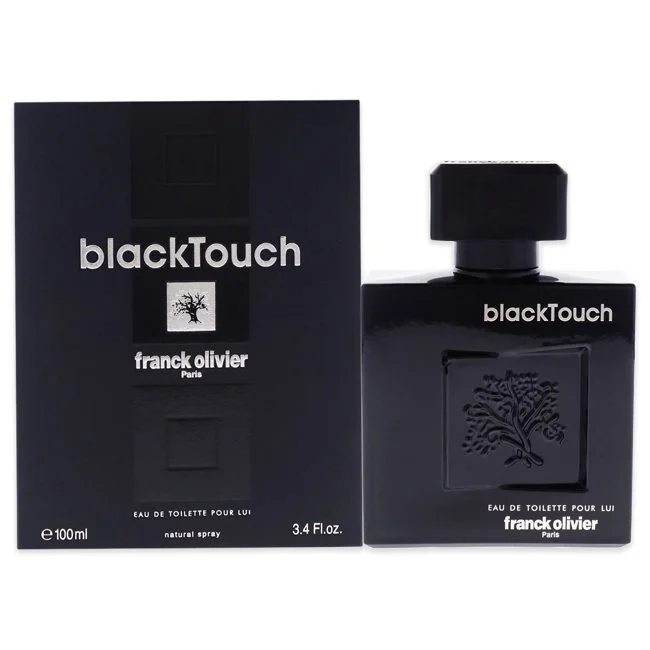 blackTouch
franck olivier
Paris
EAU DE TOILETTE POUR LUI
℮100ml
natural spray
3.4 Fl.oz.
blackTouch
EAU DE TOILETTE POUR LUI
franck olivier
Paris